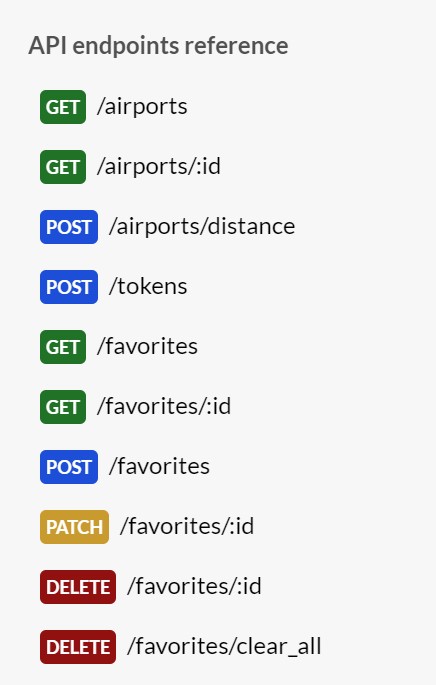 API endpoints reference
GET /airports
GET /airports/:id
POST /airports/distance
POST /tokens
GET /favorites
GET /favorites/:id
POST /favorites
PATCH /favorites/:id
DELETE /favorites/:id
DELETE /favorites/clear_all